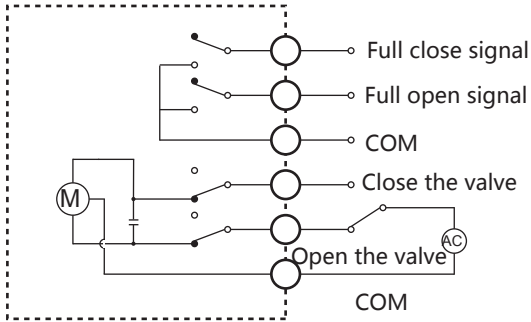 Full close signal
Full open signal
COM
Close the valve
M
AC
Open the valve
COM